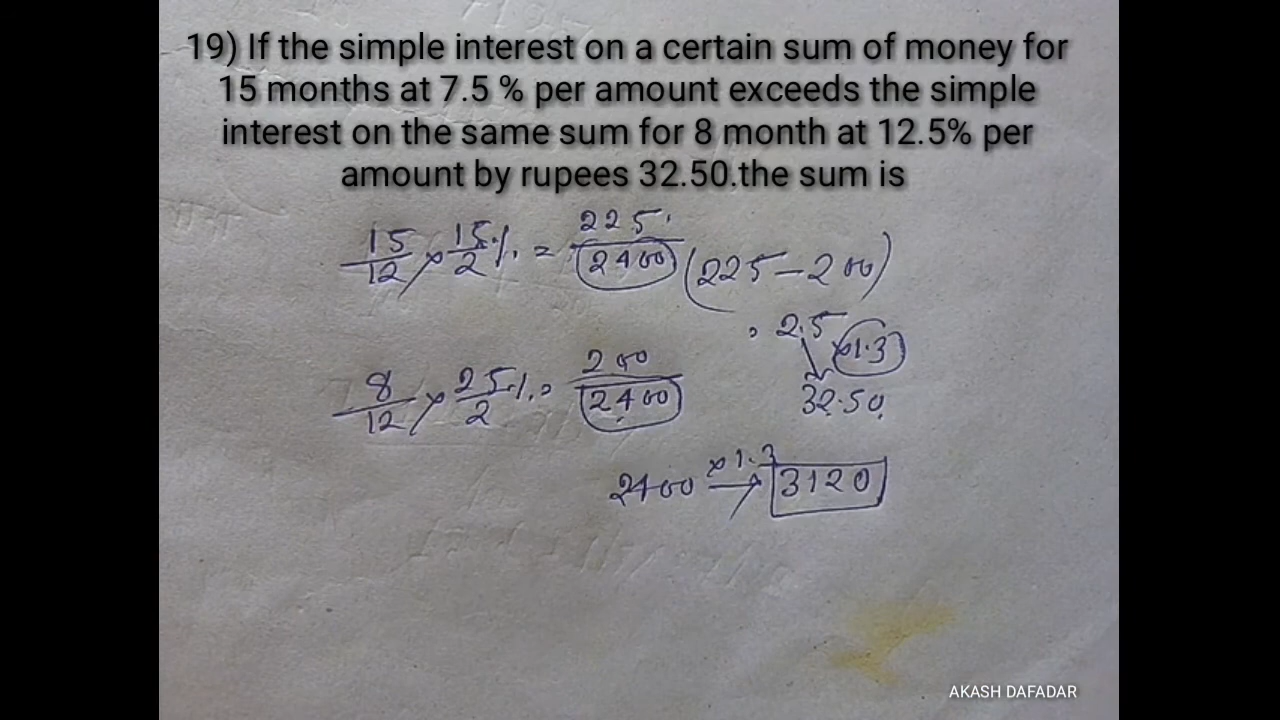 19) If the simple interest on a certain sum of money for
15 months at 7.5 % per amount exceeds the simple
interest on the same sum for 8 month at 12.5% per
amount by rupees 32.50.the sum is
15/12 × 15/2 % = 225/2400 (225 - 200)
= 25 ×1.3
32.50
8/12 × 25/2 % = 200/2400
2400 ×1.3 → 3120
AKASH DAFADAR